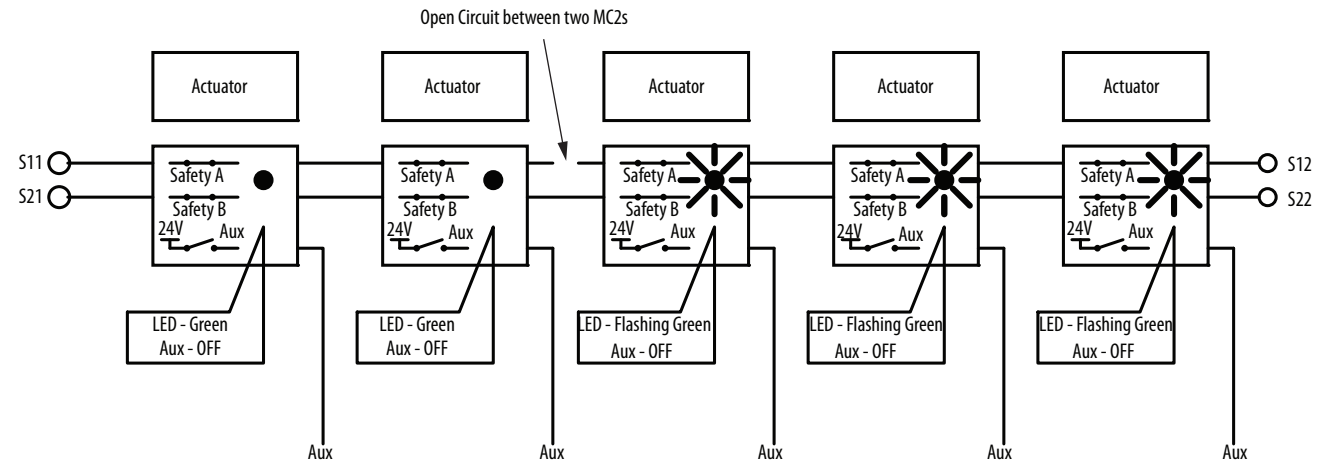 Open Circuit between two MC2s
Actuator
Actuator
Actuator
Actuator
Actuator
S11
S21
Safety A
Safety B
24V
Aux
Safety A
Safety B
24V
Aux
Safety A
Safety B
24V
Aux
Safety A
Safety B
24V
Aux
Safety A
Safety B
24V
Aux
S12
S22
LED - Green
Aux - OFF
LED - Green
Aux - OFF
LED - Flashing Green
Aux - OFF
LED - Flashing Green
Aux - OFF
LED - Flashing Green
Aux - OFF
Aux
Aux
Aux
Aux
Aux